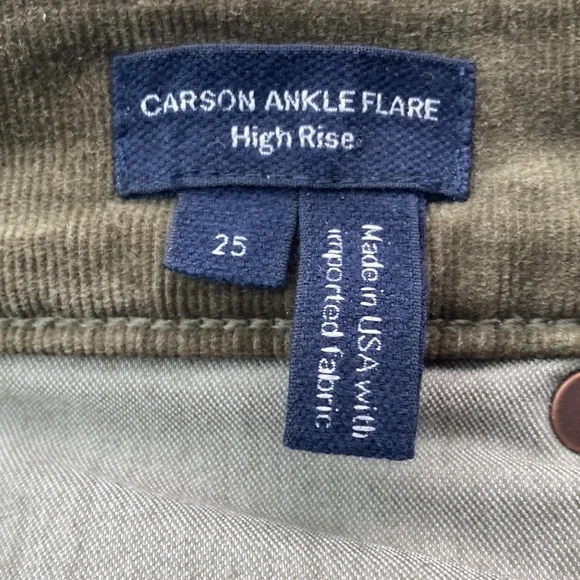 CARSON ANKLE FLARE
High Rise
25
Made in USA with
imported fabric